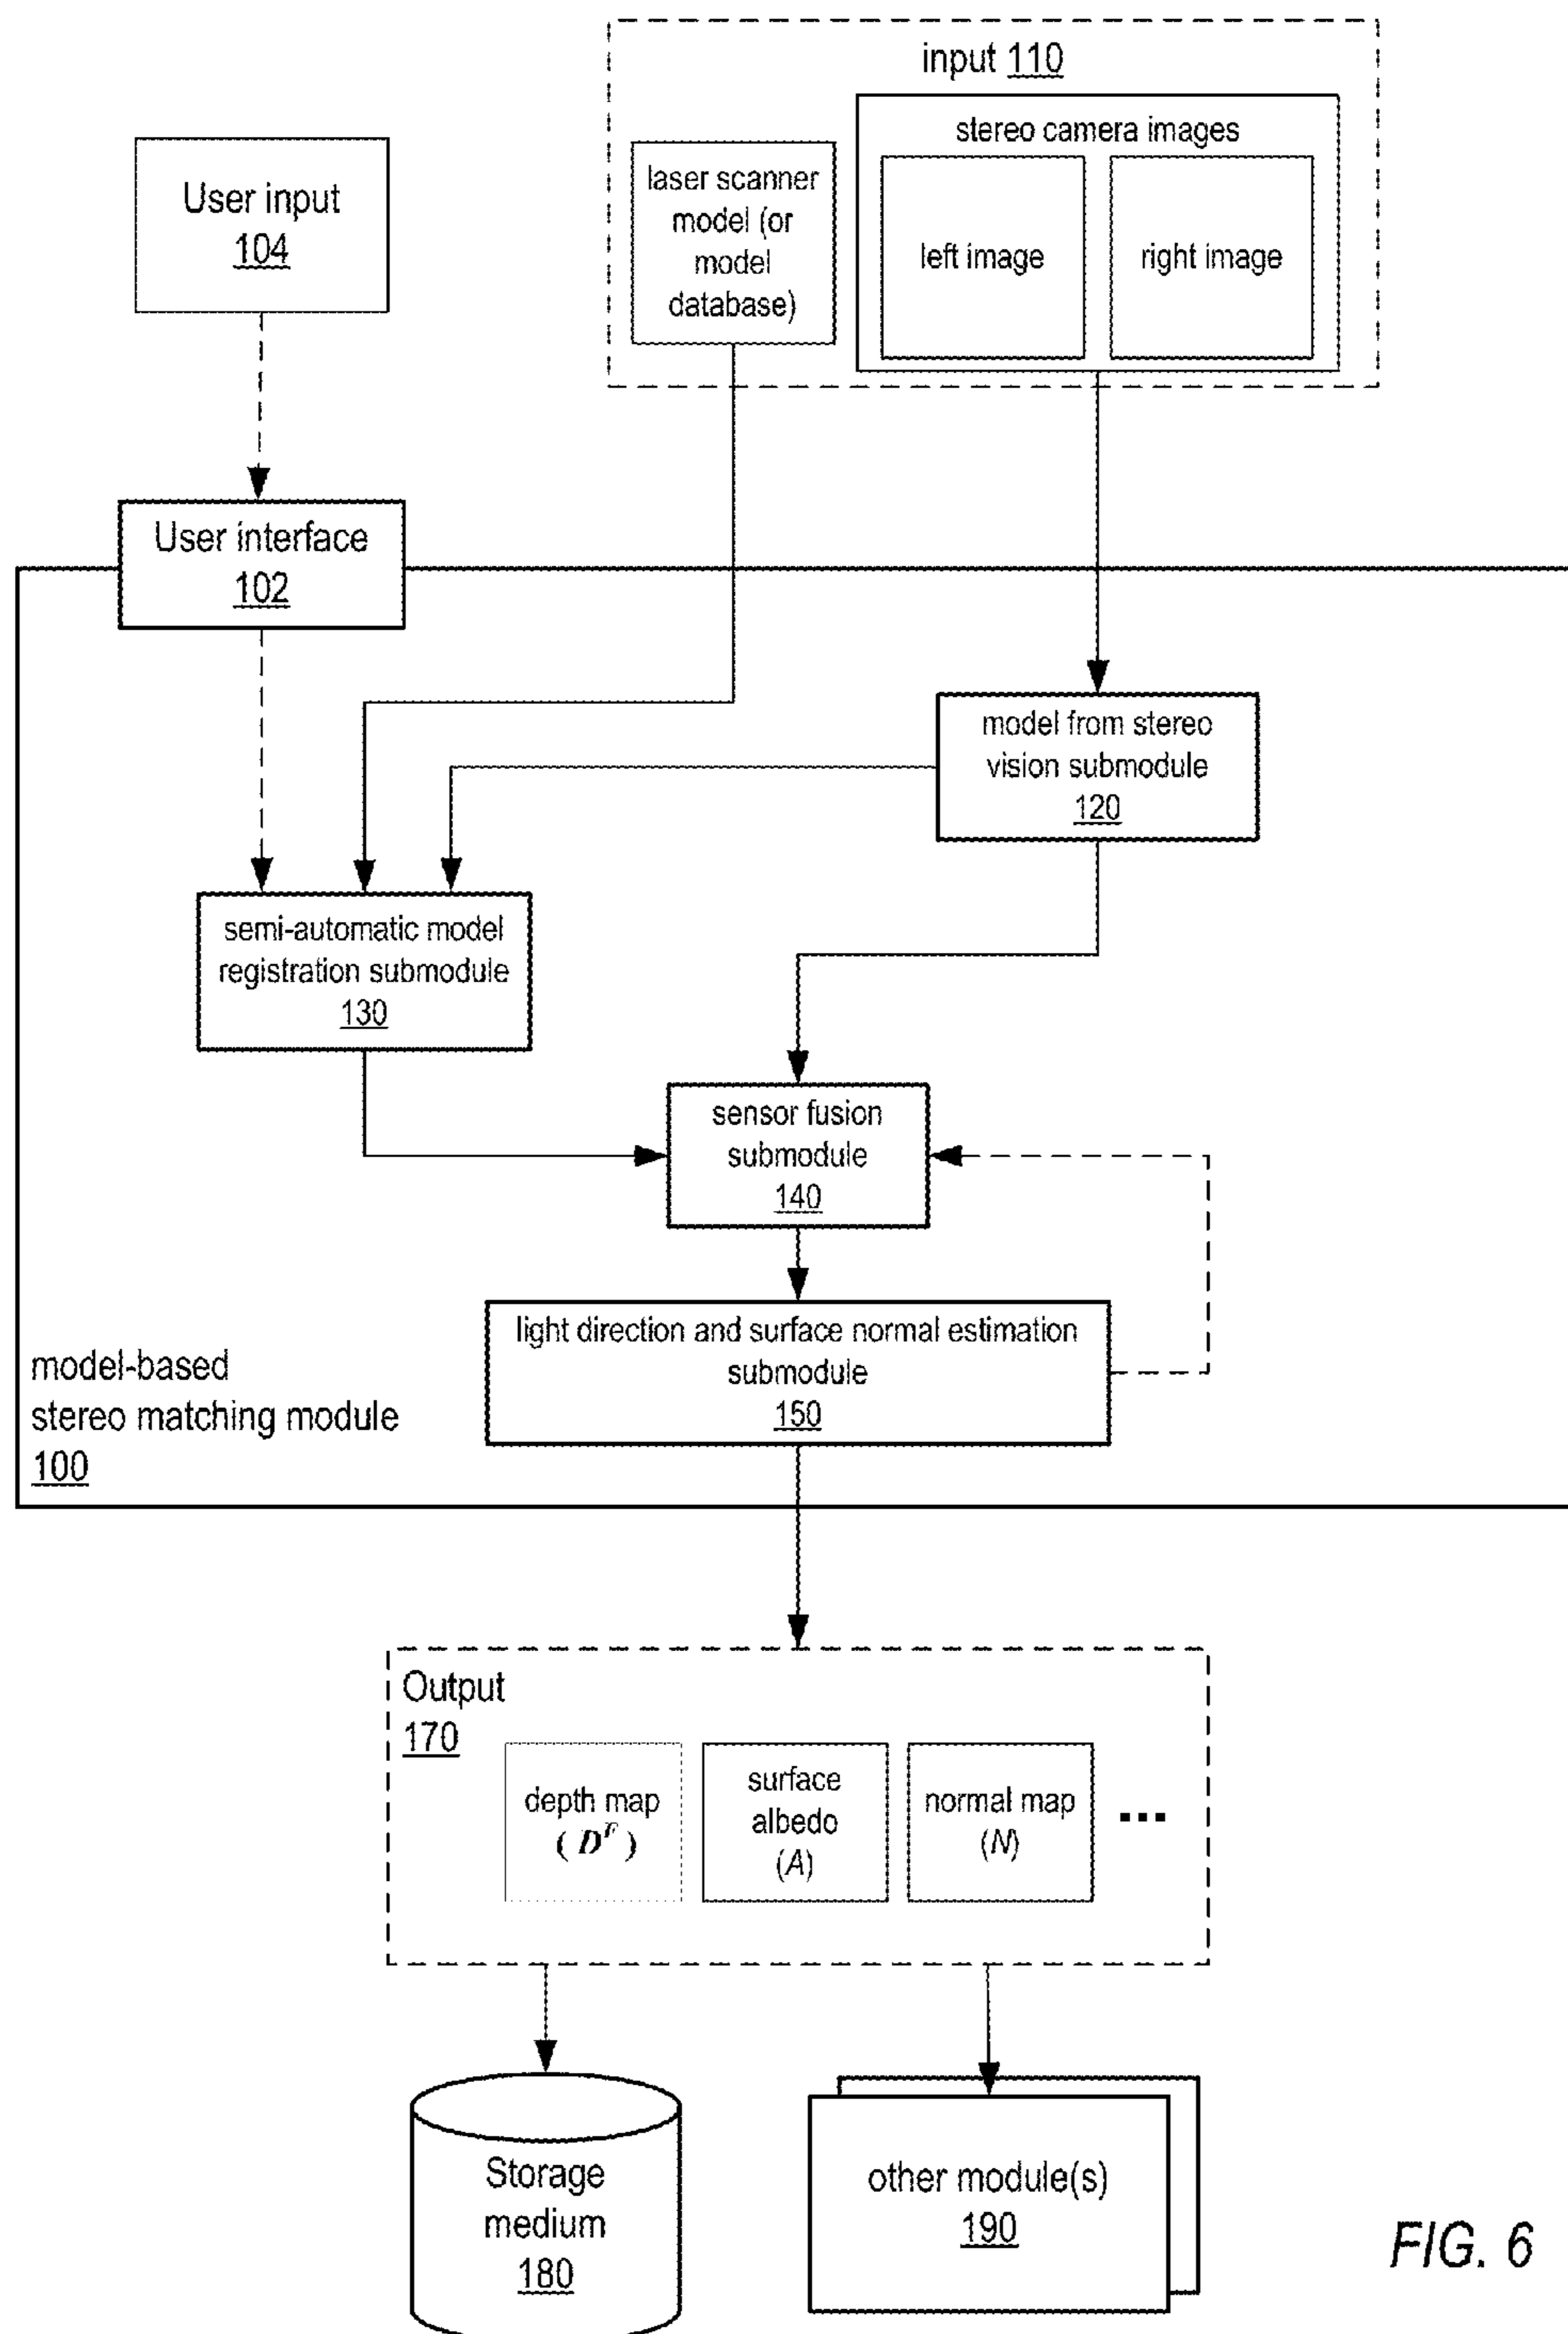 input 110
stereo camera images
User input
104
laser scanner
model (or
model
database)
left image
right image
User interface
102
model from stereo
vision submodule
120
semi-automatic model
registration submodule
130
sensor fusion
submodule
140
light direction and surface normal estimation
submodule
150
model-based
stereo matching module
100
Output
170
depth map
(D^F)
surface
albedo
(A)
normal map
(N)
...
Storage
medium
180
other module(s)
190
FIG. 6